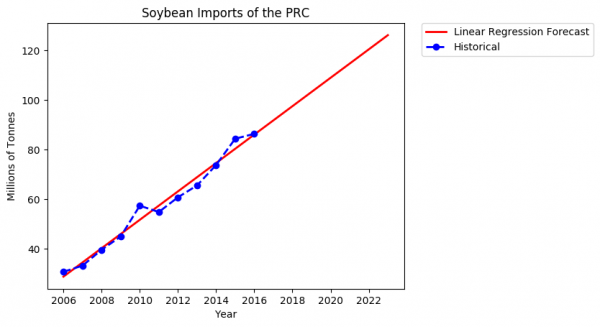 Soybean Imports of the PRC
Linear Regression Forecast
Historical
Millions of Tonnes
120
100
80
60
40
2006 2008 2010 2012 2014 2016 2018 2020 2022
Year